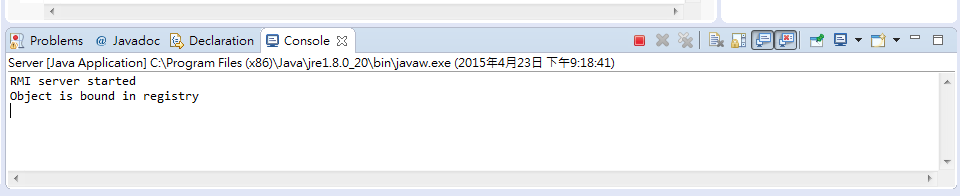 Problems @ Javadoc Declaration Console
Server [Java Application] C:\Program Files (x86)\Java\jre1.8.0_20\bin\javaw.exe (2015年4月23日 下午9:18:41)
RMI server started
Object is bound in registry